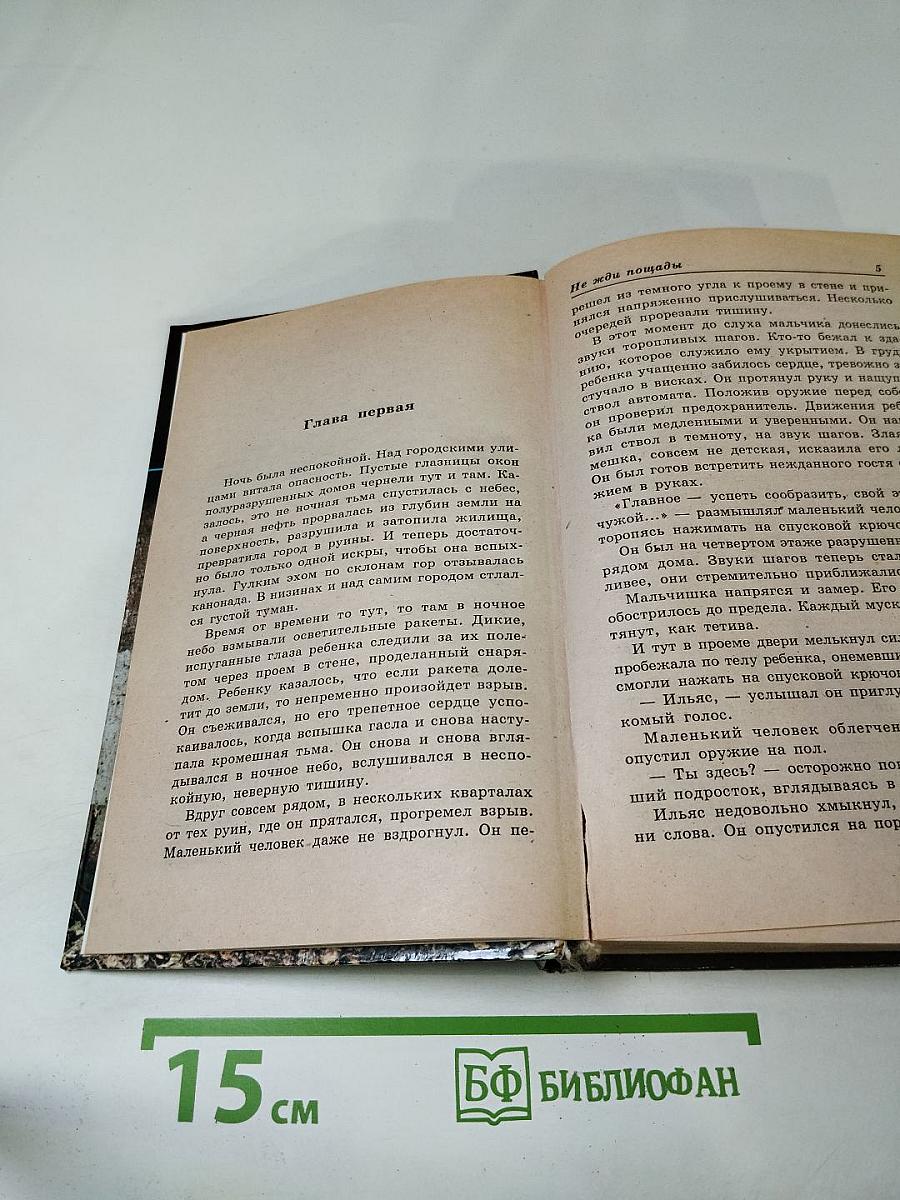 Глава первая
Ночь была неспокойной. Над городскими ули-
цами витала опасность. Пустые глазницы окон
полуразрушенных домов чернели тут и там. Ка-
залось, это не ночная тьма спустилась с небес,
а черная нефть прорвалась из глубин земли на
поверхность, разрушила и затопила жилища,
превратила город в руины. И теперь достаточ-
но было только одной искры, чтобы она вспых-
нула. Гулким эхом по склонам гор отзывалась
канонада. В низинах и над самим городом стлал-
ся густой туман.
Время от времени то тут, то там в ночное
небо взмывали осветительные ракеты. Дикие,
испуганные глаза ребенка следили за их поле-
том через проем в стене, проделанный снаря-
дом. Ребенку казалось, что если ракета доле-
тит до земли, то непременно произойдет взрыв.
Он съеживался, но его трепетное сердце успо-
каивалось, когда вспышка гасла и снова насту-
пала кромешная тьма. Он снова и снова вгля-
дывался в ночное небо, вслушивался в неспо-
койную, неверную тишину.
Вдруг совсем рядом, в нескольких кварталах
от тех руин, где он прятался, прогремел взрыв.
Маленький человек даже не вздрогнул. Он пе-
Не жди пощады 5
решел из темного угла к проему в стене и при-
нялся напряженно прислушиваться. Несколько
очередей прорезали тишину.
В этот момент до слуха мальчика донеслись
звуки торопливых шагов. Кто-то бежал к зда-
нию, которое служило ему укрытием. В груд
ребенка учащенно забилось сердце, тревожно з
стучало в висках. Он протянул руку и нащуп
ствол автомата. Положив оружие перед соб
он проверил предохранитель. Движения реб
ка были медленными и уверенными. Он на
вил ствол в темноту, на звук шагов. Злая
мешка, совсем не детская, исказила его л
Он был готов встретить нежданного гостя с
жием в руках.
«Главное — успеть сообразить, свой э
чужой...» — размышлял маленький чело
торопясь нажимать на спусковой крючо
Он был на четвертом этаже разрушенн
рядом дома. Звуки шагов теперь стал
ливее, они стремительно приближалис
Мальчишка напрягся и замер. Его
обострилось до предела. Каждый муск
тянут, как тетива.
И тут в проеме двери мелькнул сил
пробежала по телу ребенка, онемевши
смогли нажать на спусковой крючо
— Ильяс, — услышал он приглу
комый голос.
Маленький человек облегчен
опустил оружие на пол.
— Ты здесь? — осторожно пов
ший подросток, вглядываясь в
Ильяс недовольно хмыкнул,
ни слова. Он опустился на пор
15 см
БФ БИБЛИОФАН